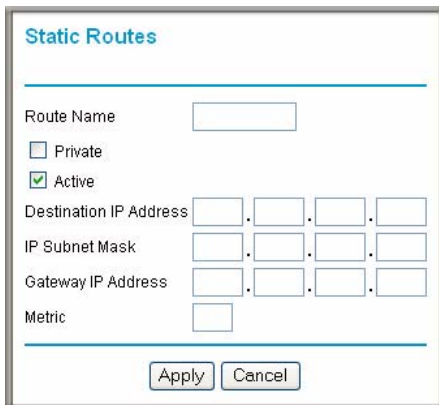 Static Routes
Route Name
Private
Active
Destination IP Address . . .
IP Subnet Mask . . .
Gateway IP Address . . .
Metric
Apply Cancel